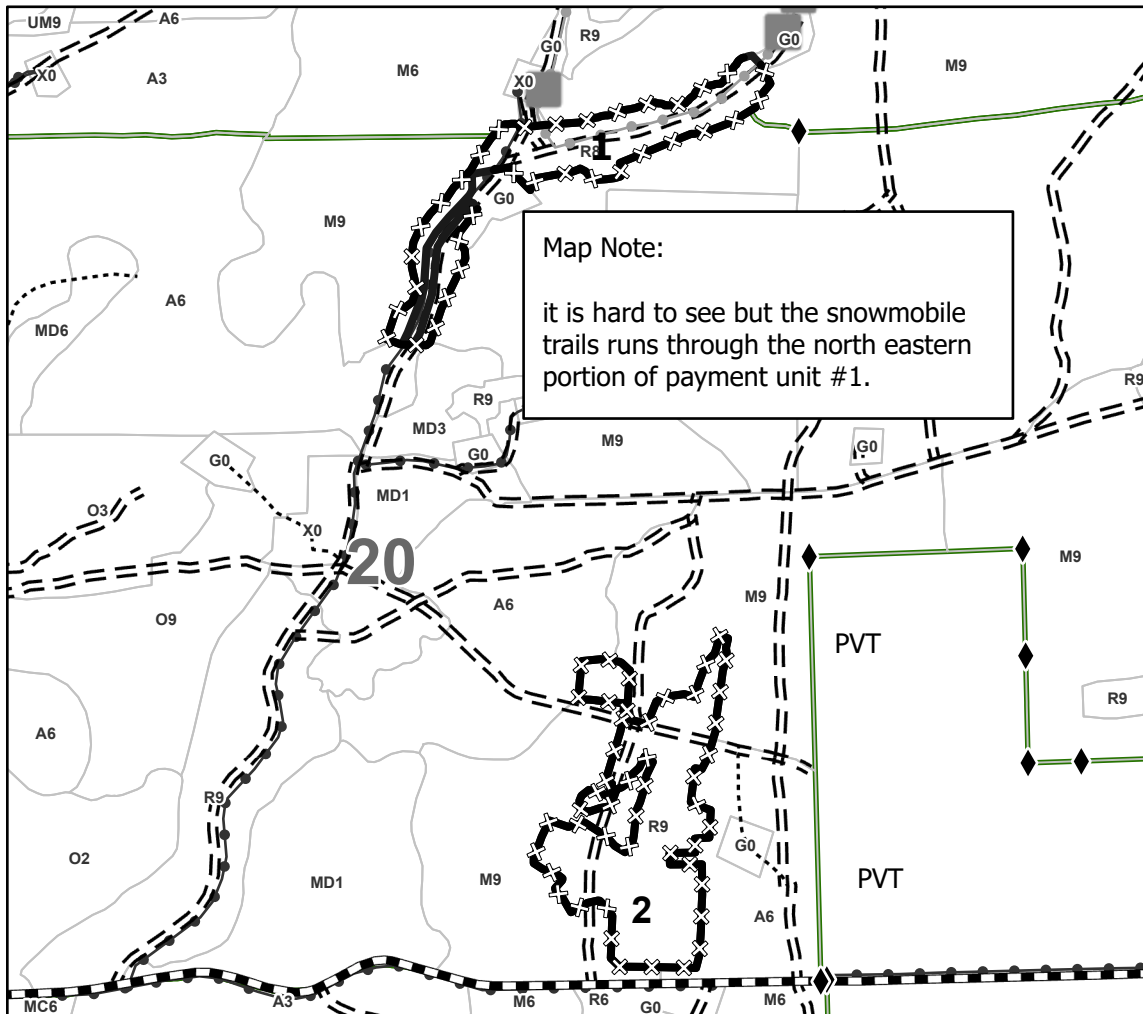 A6
UM9
R9
G0
G0
X0
A3
M6
X0
M9
1
R8
G0
M9
Map Note:
it is hard to see but the snowmobile
trails runs through the north eastern
portion of payment unit #1.
A6
MD6
R9
R9
MD3
M9
G0
G0
G0
MD1
O3
X0
20
M9
A6
M9
O9
PVT
R9
A6
R9
R9
G0
O2
PVT
MD1
M9
2
A6
MC6
A3
M6
R6
G0
M6